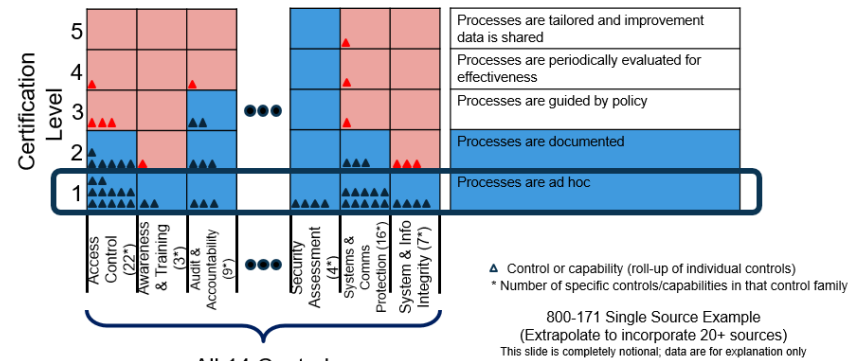 Certification
Level
5
4
3
2
1
Processes are tailored and improvement
data is shared
Processes are periodically evaluated for
effectiveness
Processes are guided by policy
Processes are documented
Processes are ad hoc
Access
Control
(22*)
Awareness
& Training
(3*)
Audit &
Accountability
(9*)
Security
Assessment
(4*)
Systems &
Comms
Protection (16*)
System & Info
Integrity (7*)
Control or capability (roll-up of individual controls)
* Number of specific controls/capabilities in that control family
800-171 Single Source Example
(Extrapolate to incorporate 20+ sources)
This slide is completely notional; data are for explanation only